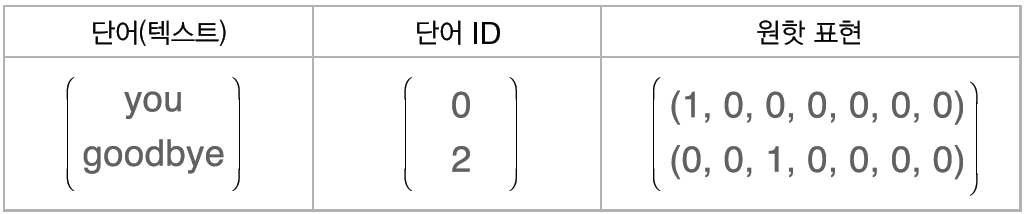 단어(텍스트) 단어 ID 원핫 표현
you 0 (1, 0, 0, 0, 0, 0, 0)
goodbye 2 (0, 0, 1, 0, 0, 0, 0)